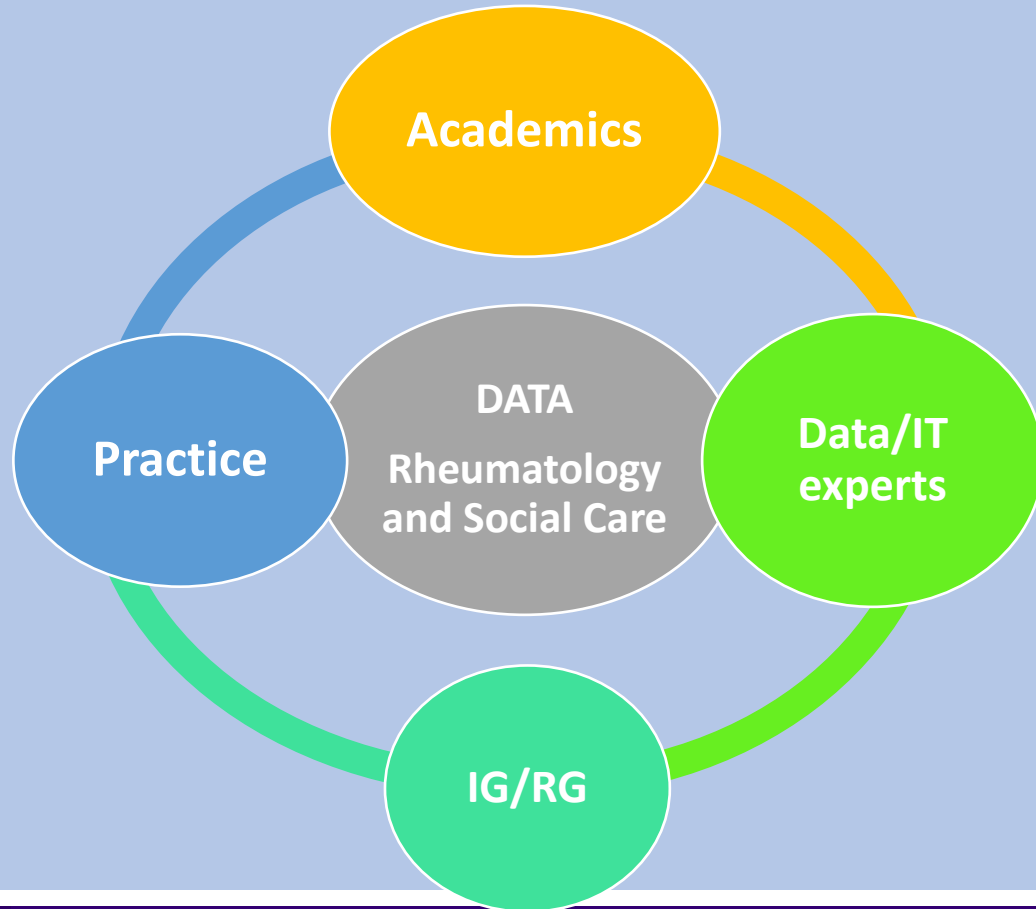 Academics
Practice
DATA
Rheumatology
and Social Care
Data/IT
experts
IG/RG